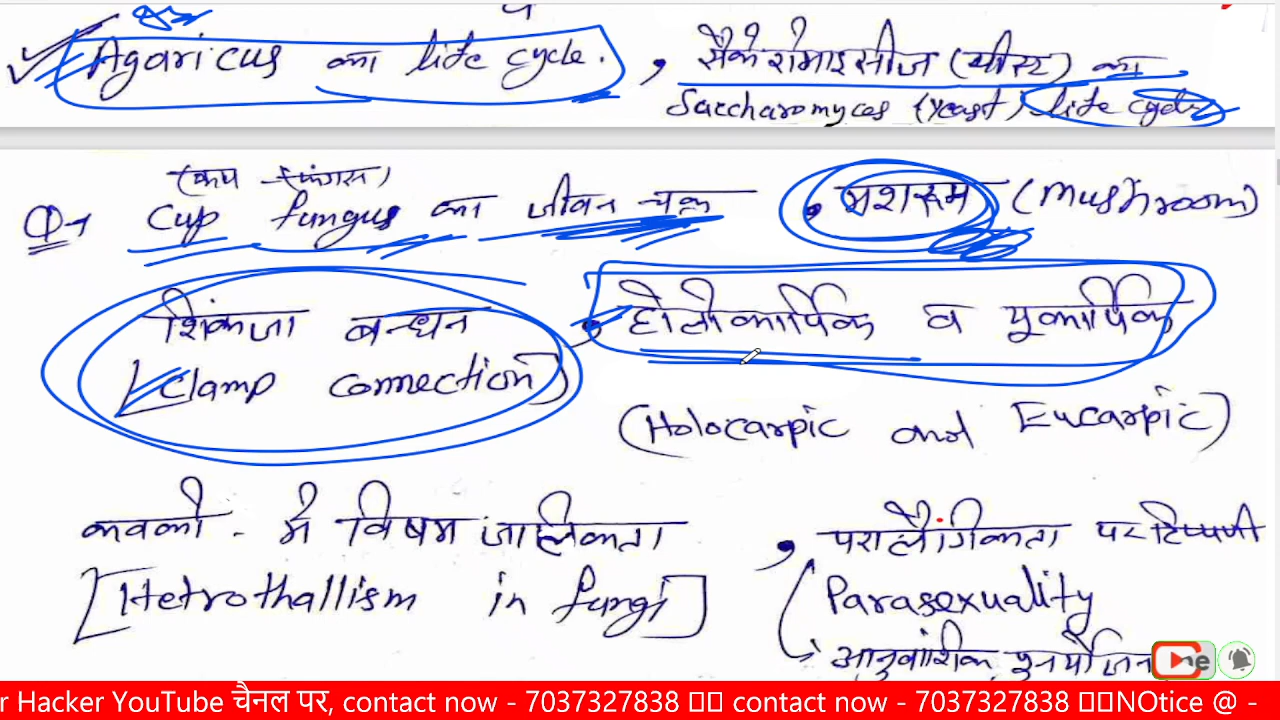 Agaricus का life cycle. , सैकेरोमाइसीज (यीस्ट) का
Saccharomyces (Yeast) life cycle
(कप फंगस)
Q→ Cup fungus का जीवन चक्र , मशरूम (Mushroom)
शिकंजा बन्धन , होलोकार्पिक व यूकार्पिक
[Clamp connection]
(Holocarpic and Eucarpic)
कवको - में विषम जालिकता , परालैंगिकता पर टिप्पणी
[Hetrothallism in fungi] Parasexuality
आनुवांशिक पुनर्योजन
r Hacker YouTube चैनल पर, contact now - 7037327838 contact now - 7037327838 NOtice @ -